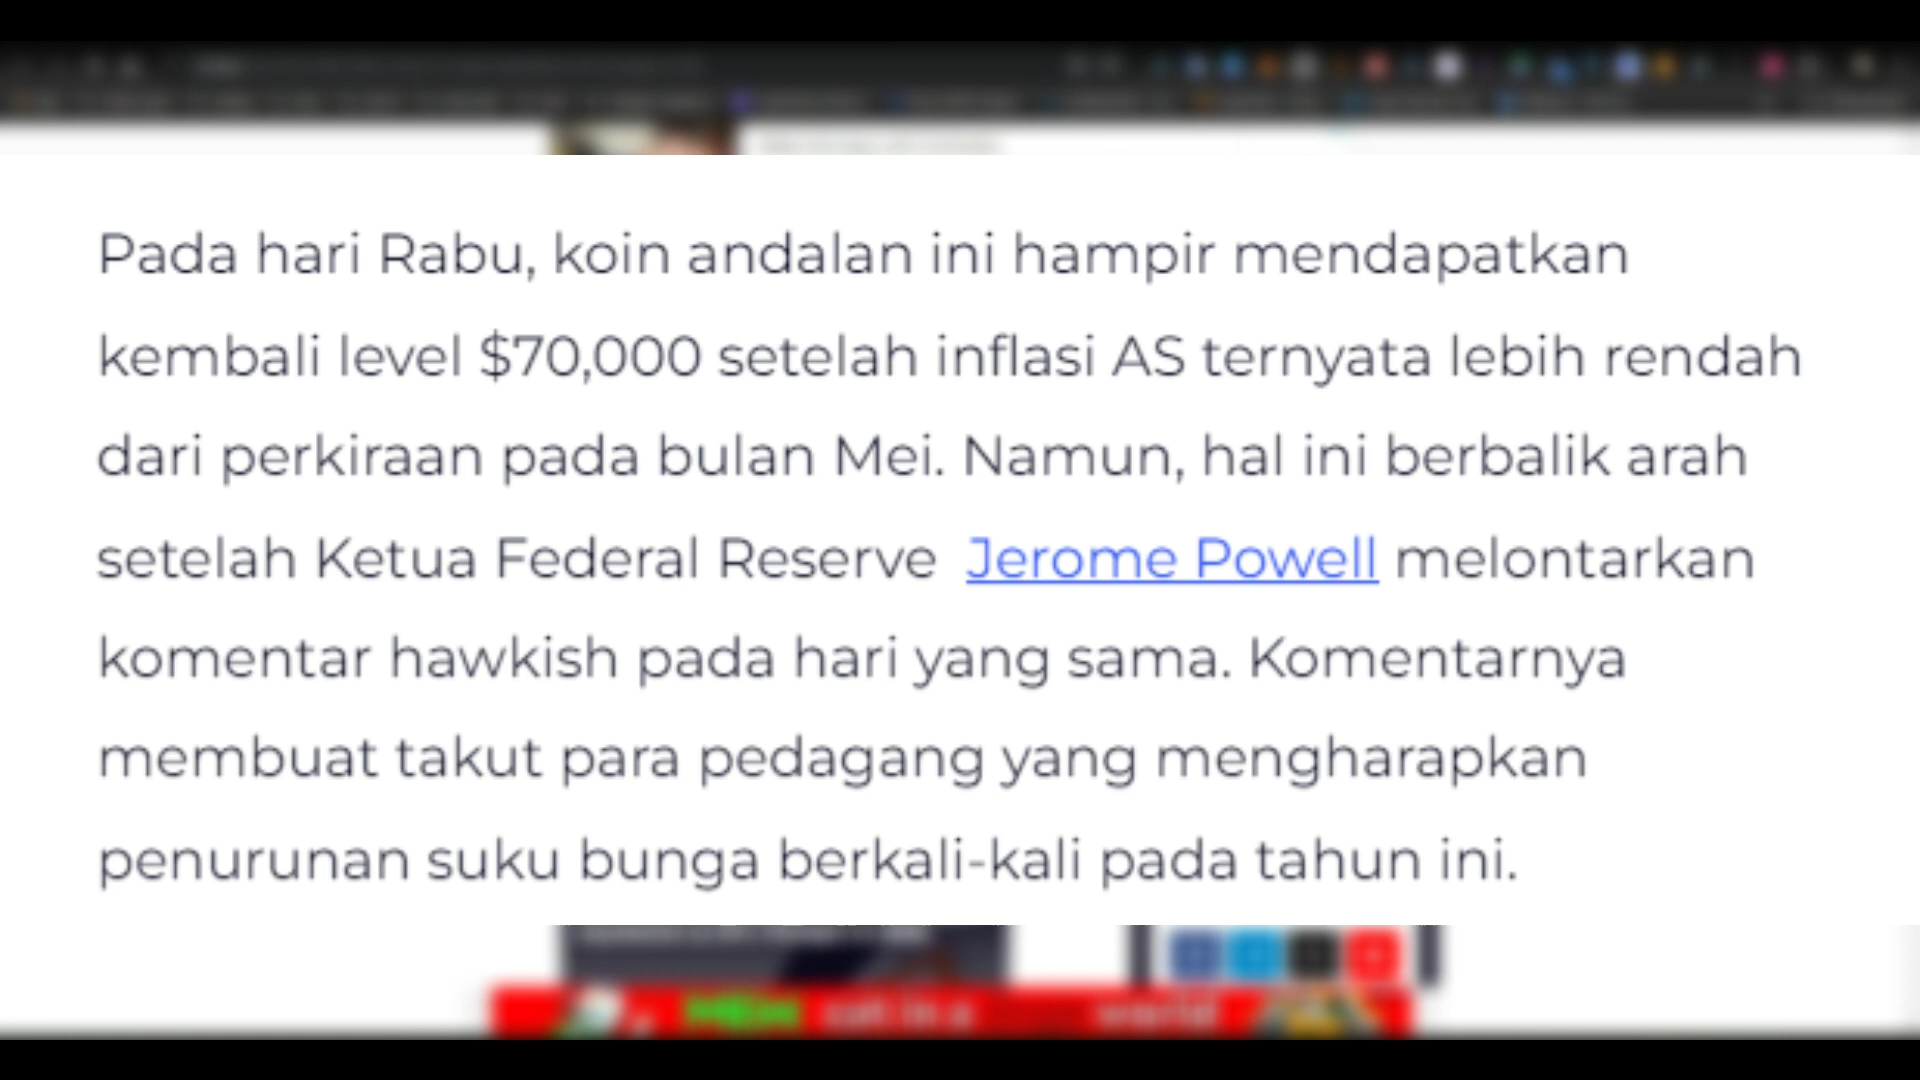 Pada hari Rabu, koin andalan ini hampir mendapatkan
kembali level $70,000 setelah inflasi AS ternyata lebih rendah
dari perkiraan pada bulan Mei. Namun, hal ini berbalik arah
setelah Ketua Federal Reserve Jerome Powell melontarkan
komentar hawkish pada hari yang sama. Komentarnya
membuat takut para pedagang yang mengharapkan
penurunan suku bunga berkali-kali pada tahun ini.